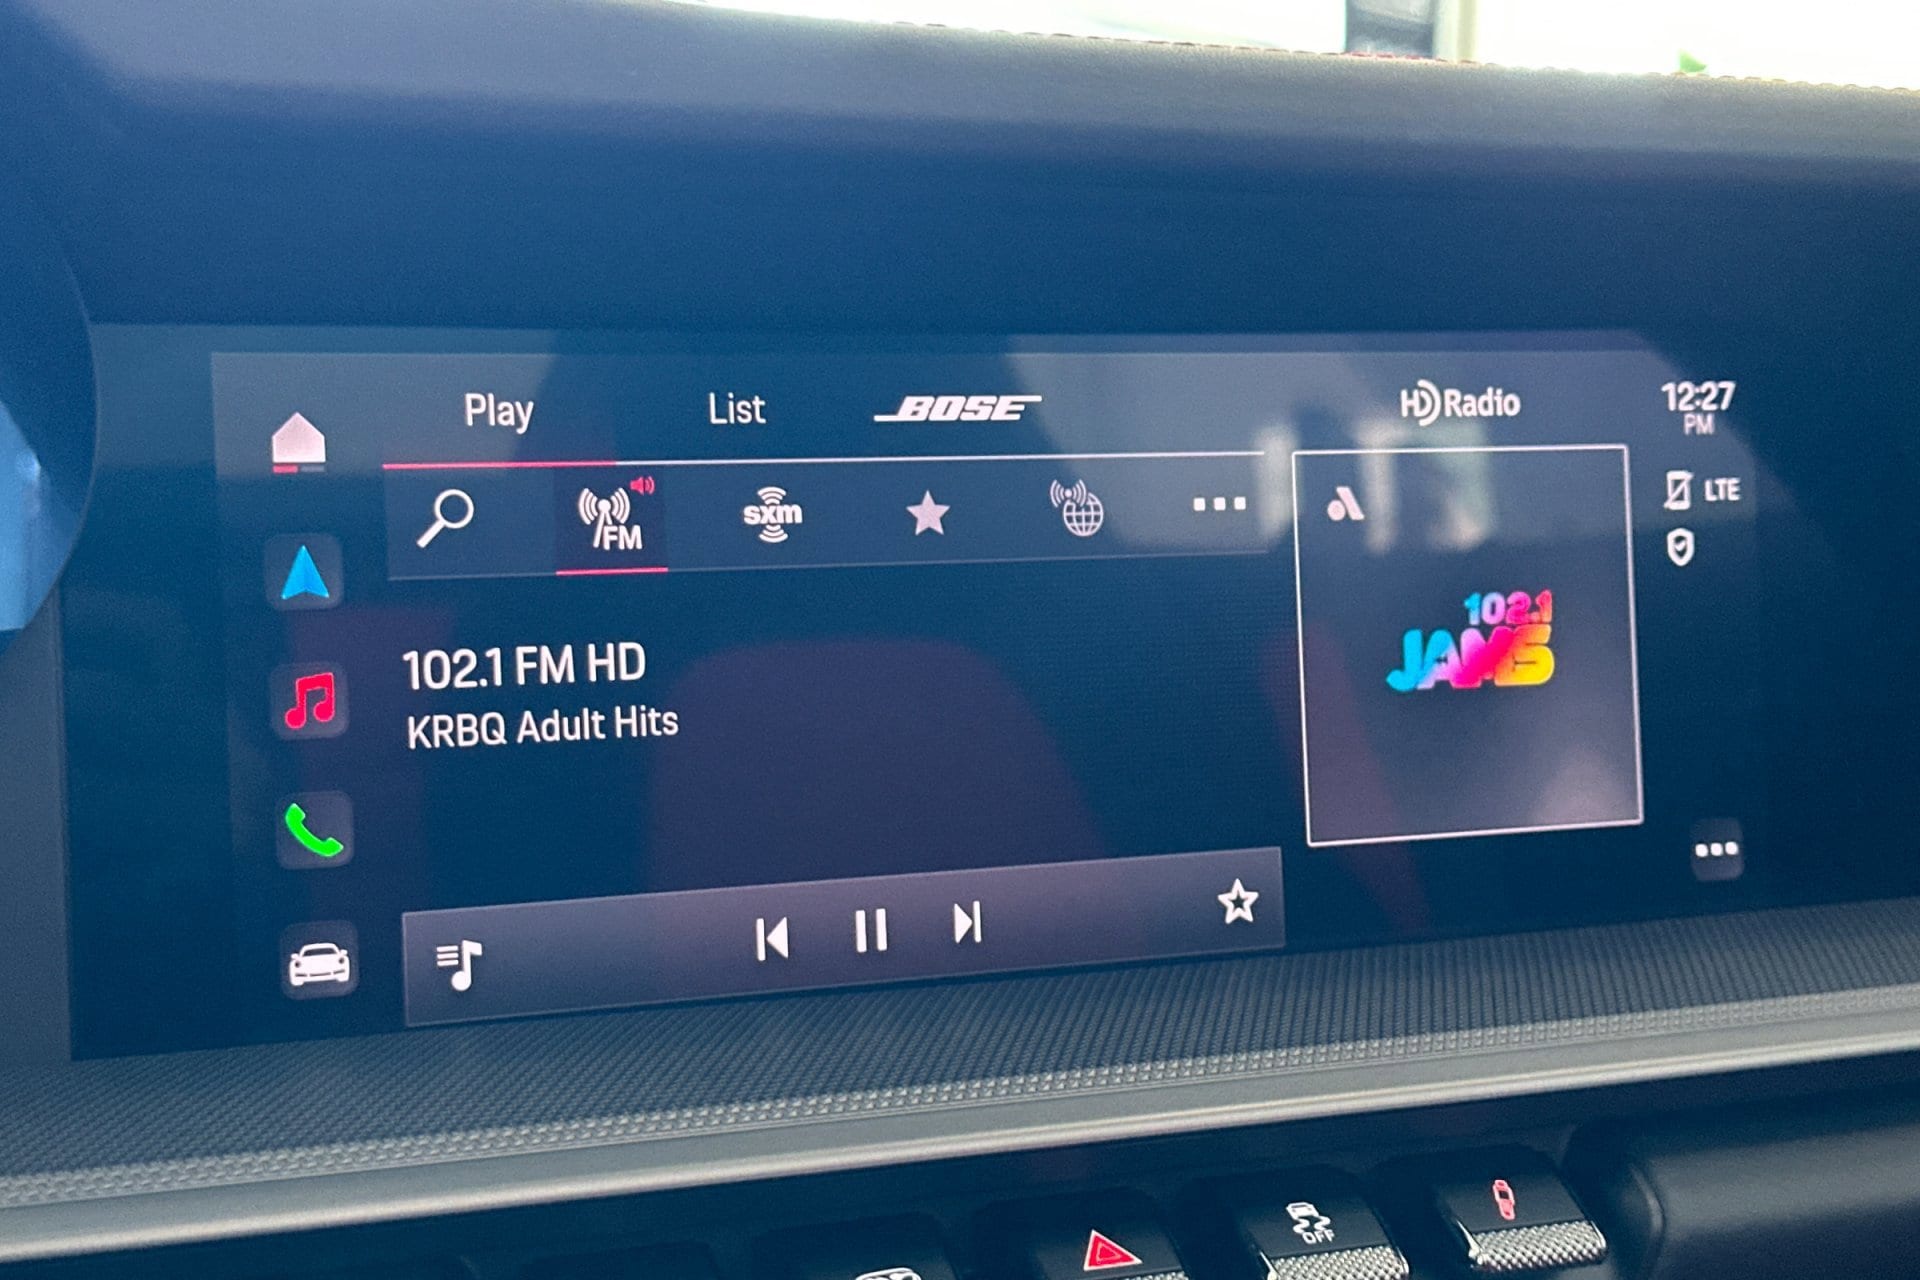 Play List BOSE HD Radio 12:27
PM
LTE
FM
sxm
102.1
JAMS
102.1 FM HD
KRBQ Adult Hits
OFF